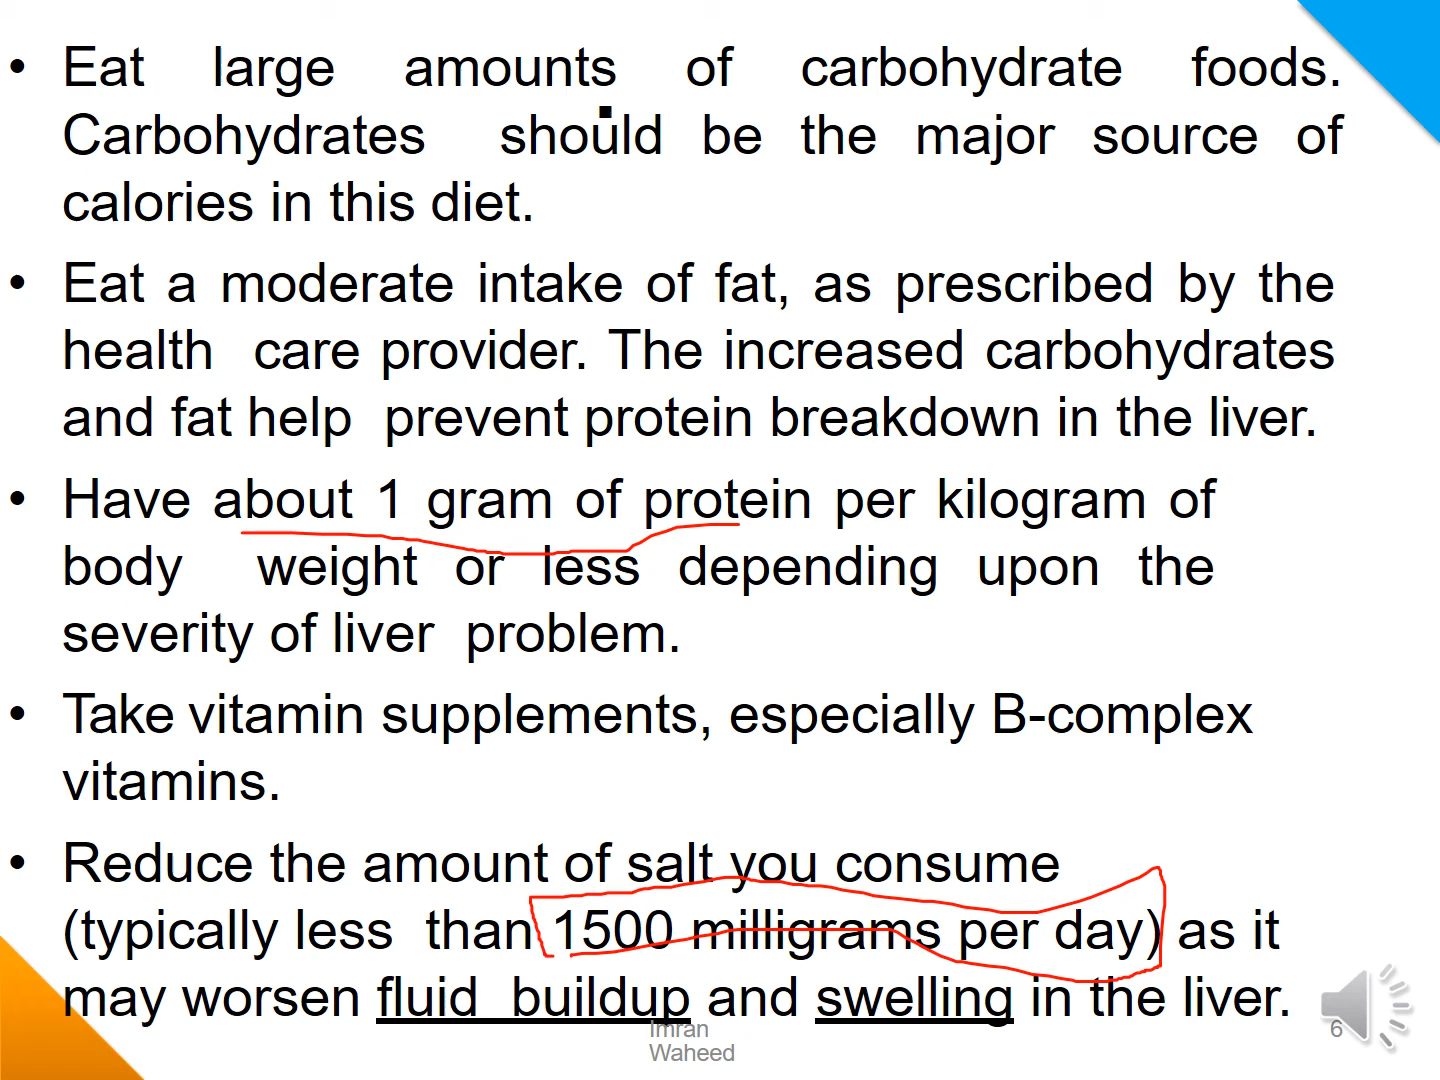 • Eat large amounts of carbohydrate foods.
Carbohydrates should be the major source of
calories in this diet.
• Eat a moderate intake of fat, as prescribed by the
health care provider. The increased carbohydrates
and fat help prevent protein breakdown in the liver.
• Have about 1 gram of protein per kilogram of
body weight or less depending upon the
severity of liver problem.
• Take vitamin supplements, especially B-complex
vitamins.
• Reduce the amount of salt you consume
(typically less than 1500 milligrams per day) as it
may worsen fluid buildup and swelling in the liver.
Imran
Waheed
6